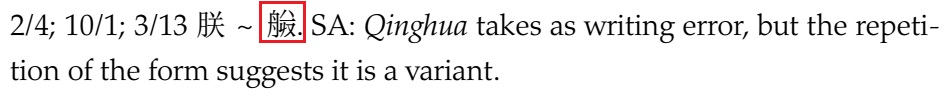 2/4; 10/1; 3/13 朕 ~ . SA: Qinghua takes as writing error, but the repeti-
tion of the form suggests it is a variant.